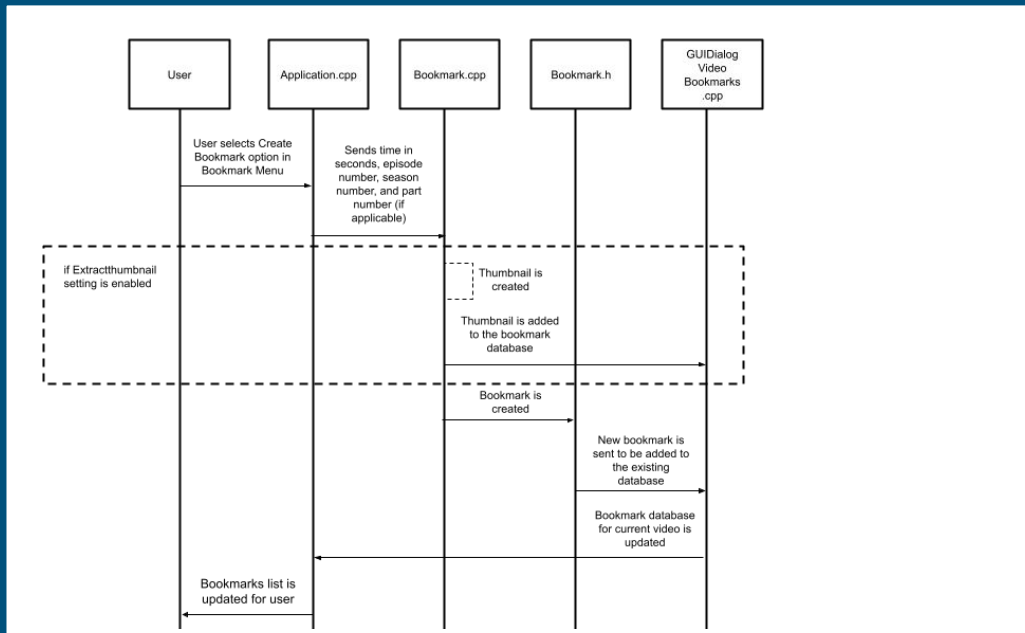 User
Application.cpp
Bookmark.cpp
Bookmark.h
GUIDialog
Video
Bookmarks
.cpp
User selects Create
Bookmark option in
Bookmark Menu
Sends time in
seconds, episode
number, season
number, and part
number (if
applicable)
if Extractthumbnail
setting is enabled
Thumbnail is
created
Thumbnail is added
to the bookmark
database
Bookmark is
created
New bookmark is
sent to be added to
the existing
database
Bookmark database
for current video is
updated
Bookmarks list is
updated for user